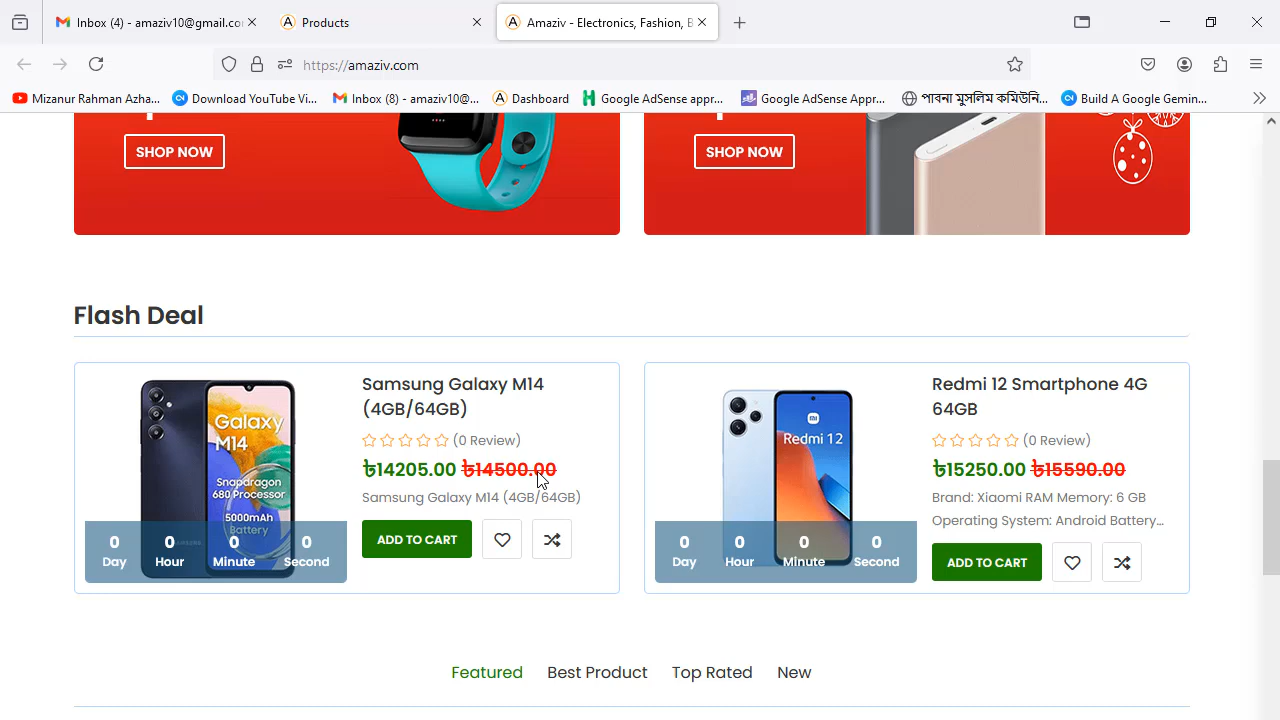 Inbox (4) - amaziv10@gmail.co
Products
Amaziv - Electronics, Fashion, B
https://amaziv.com
Mizanur Rahman Azha...
Download YouTube Vi...
Inbox (8) - amaziv10@...
Dashboard
Google AdSense appr...
Google AdSense Appr...
পাবনা মুসলিম কমিউনি...
Build A Google Gemin...
SHOP NOW
SHOP NOW
Flash Deal
Galaxy
M14
Snapdragon
680 Processor
5000mAh
Battery
0 0 0 0
Day Hour Minute Second
Samsung Galaxy M14
(4GB/64GB)
(0 Review)
৳14205.00 ৳14500.00
Samsung Galaxy M14 (4GB/64GB)
ADD TO CART
Redmi 12
0 0 0 0
Day Hour Minute Second
Redmi 12 Smartphone 4G
64GB
(0 Review)
৳15250.00 ৳15590.00
Brand: Xiaomi RAM Memory: 6 GB
Operating System: Android Battery...
ADD TO CART
Featured Best Product Top Rated New